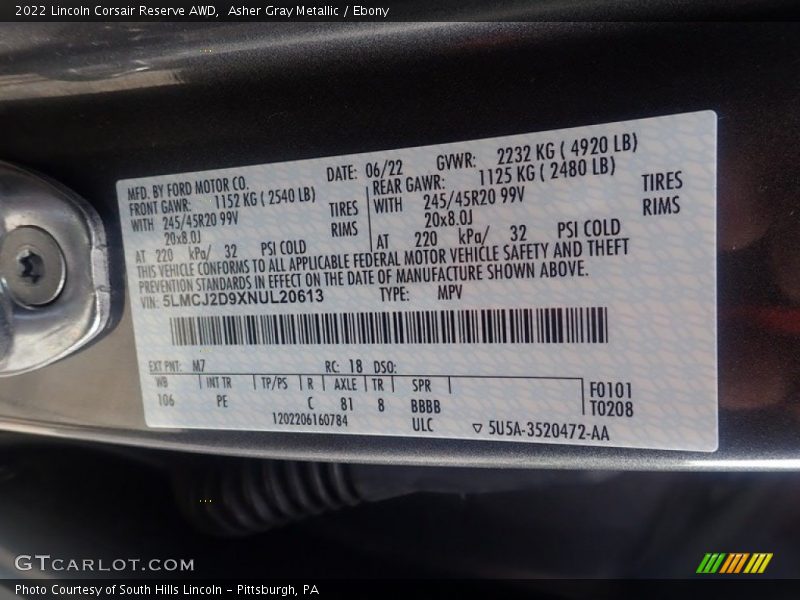 2022 Lincoln Corsair Reserve AWD,  Asher Gray Metallic / Ebony
MFD. BY FORD MOTOR CO. DATE: 06/22 GVWR: 2232 KG ( 4920 LB)
FRONT GAWR: 1152 KG ( 2540 LB) REAR GAWR: 1125 KG ( 2480 LB)
WITH 245/45R20 99V TIRES WITH 245/45R20 99V TIRES
20x8.0J RIMS 20x8.0J RIMS
AT 220 kPa/ 32 PSI COLD AT 220 kPa/ 32 PSI COLD
THIS VEHICLE CONFORMS TO ALL APPLICABLE FEDERAL MOTOR VEHICLE SAFETY AND THEFT
PREVENTION STANDARDS IN EFFECT ON THE DATE OF MANUFACTURE SHOWN ABOVE.
VIN: 5LMCJ2D9XNUL20613 TYPE: MPV
EXT PNT: M7 RC: 18 DSO:
WB INT TR TP/PS R AXLE TR SPR F0101
106 PE C 81 8 BBBB T0208
1202206160784 ULC ▽ 5U5A-3520472-AA
GTCARLOT.COM
Photo Courtesy of South Hills Lincoln - Pittsburgh, PA